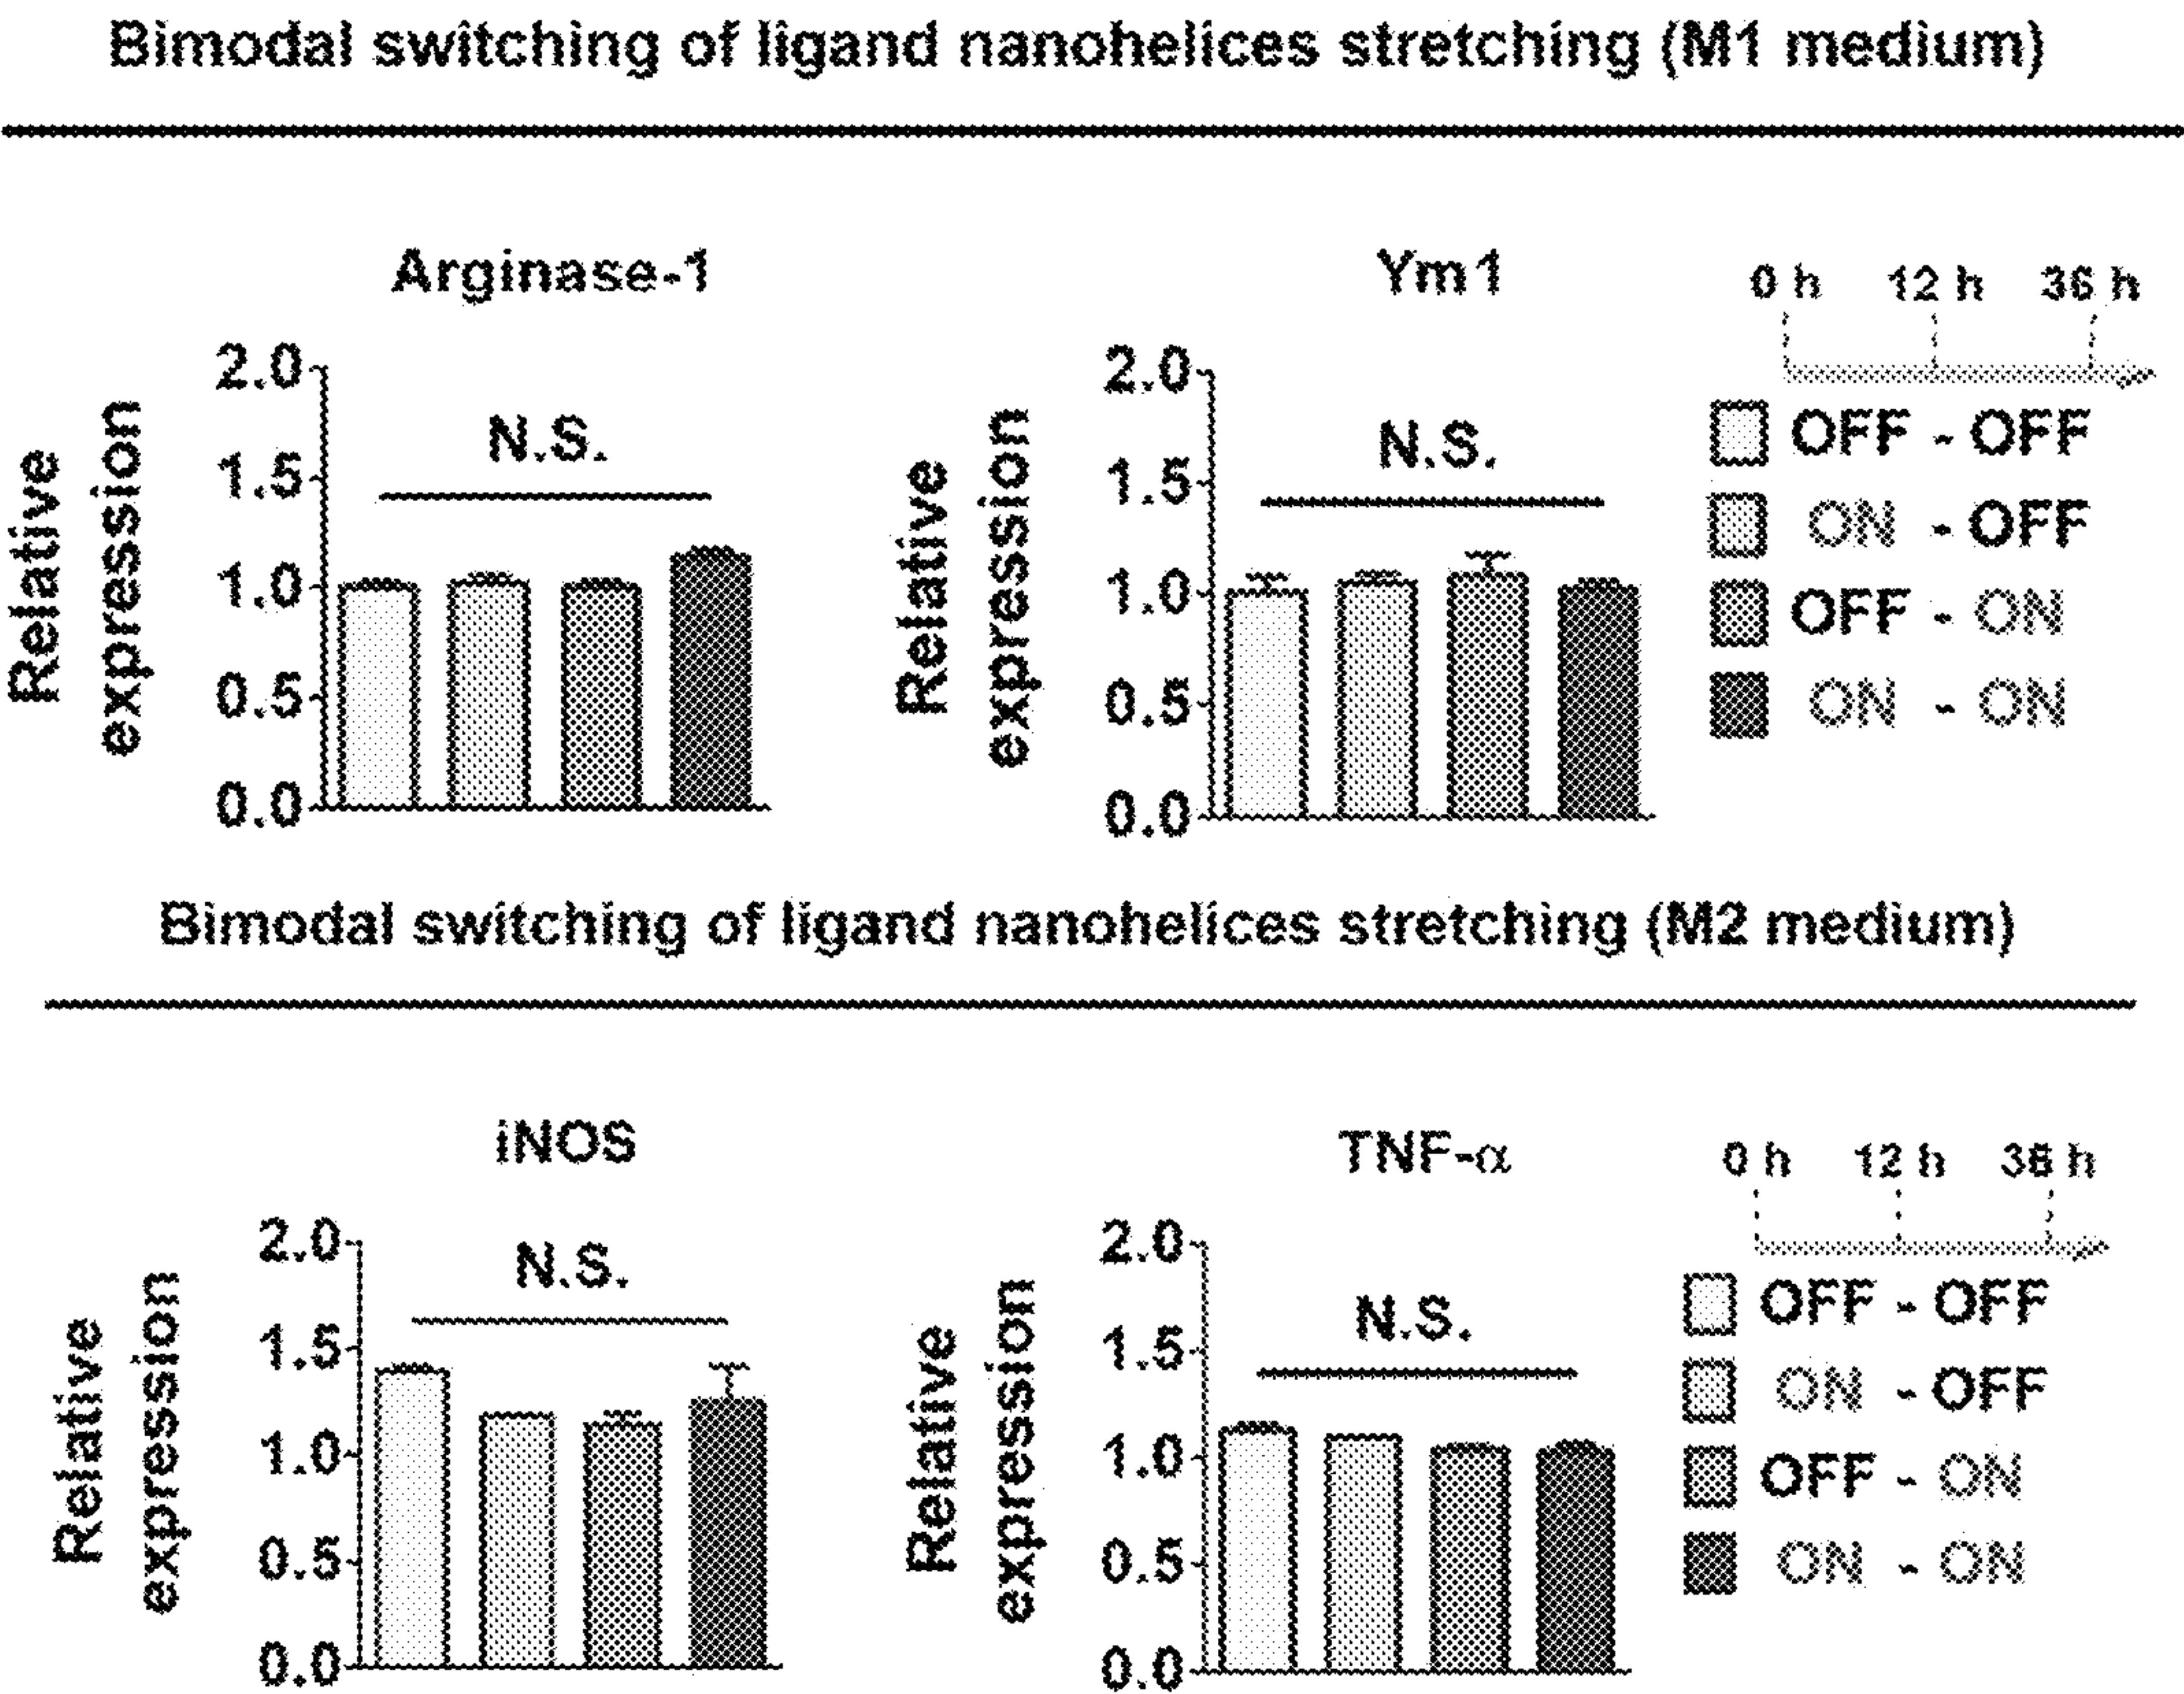 Bimodal switching of ligand nanohelices stretching (M1 medium)
Arginase-1
Relative
expression
2.0
1.5
1.0
0.5
0.0
N.S.
Ym1
Relative
expression
2.0
1.5
1.0
0.5
0.0
N.S.
0 h 12 h 36 h
OFF - OFF
ON - OFF
OFF - ON
ON - ON
Bimodal switching of ligand nanohelices stretching (M2 medium)
iNOS
Relative
expression
2.0
1.5
1.0
0.5
0.0
N.S.
TNF-α
Relative
expression
2.0
1.5
1.0
0.5
0.0
N.S.
0 h 12 h 36 h
OFF - OFF
ON - OFF
OFF - ON
ON - ON